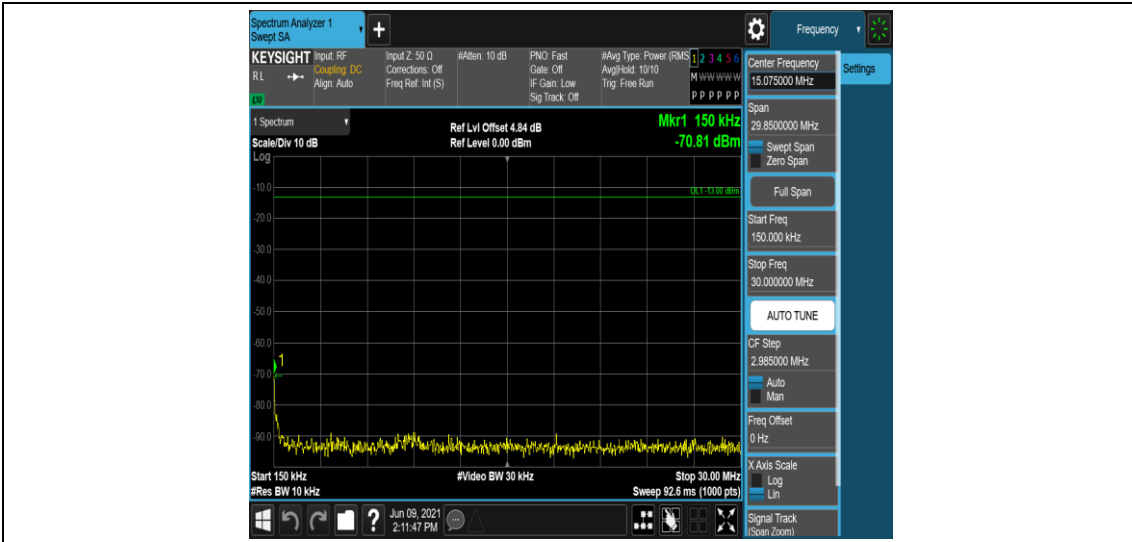 Spectrum Analyzer 1
Swept SA
+
Frequency
KEYSIGHT
RL
LXI
Input: RF
Coupling: DC
Align: Auto
Input Z: 50 Ω
Corrections: Off
Freq Ref: Int (S)
#Atten: 10 dB
PNO: Fast
Gate: Off
IF Gain: Low
Sig Track: Off
#Avg Type: Power (RMS
Avg|Hold: 10/10
Trig: Free Run
1 2 3 4 5 6
M W W W W W
P P P P P P
Center Frequency
15.075000 MHz
Settings
Span
29.8500000 MHz
Swept Span
Zero Span
Full Span
Start Freq
150.000 kHz
Stop Freq
30.000000 MHz
AUTO TUNE
CF Step
2.985000 MHz
Auto
Man
Freq Offset
0 Hz
X Axis Scale
Log
Lin
Signal Track
(Span Zoom)
1 Spectrum
Scale/Div 10 dB
Log
Ref Lvl Offset 4.84 dB
Ref Level 0.00 dBm
Mkr1 150 kHz
-70.81 dBm
DL1 -13.00 dBm
-10.0
-20.0
-30.0
-40.0
-50.0
-60.0
1
-70.0
-80.0
-90.0
Start 150 kHz
#Res BW 10 kHz
#Video BW 30 kHz
Stop 30.00 MHz
Sweep 92.6 ms (1000 pts)
?
Jun 09, 2021
2:11:47 PM